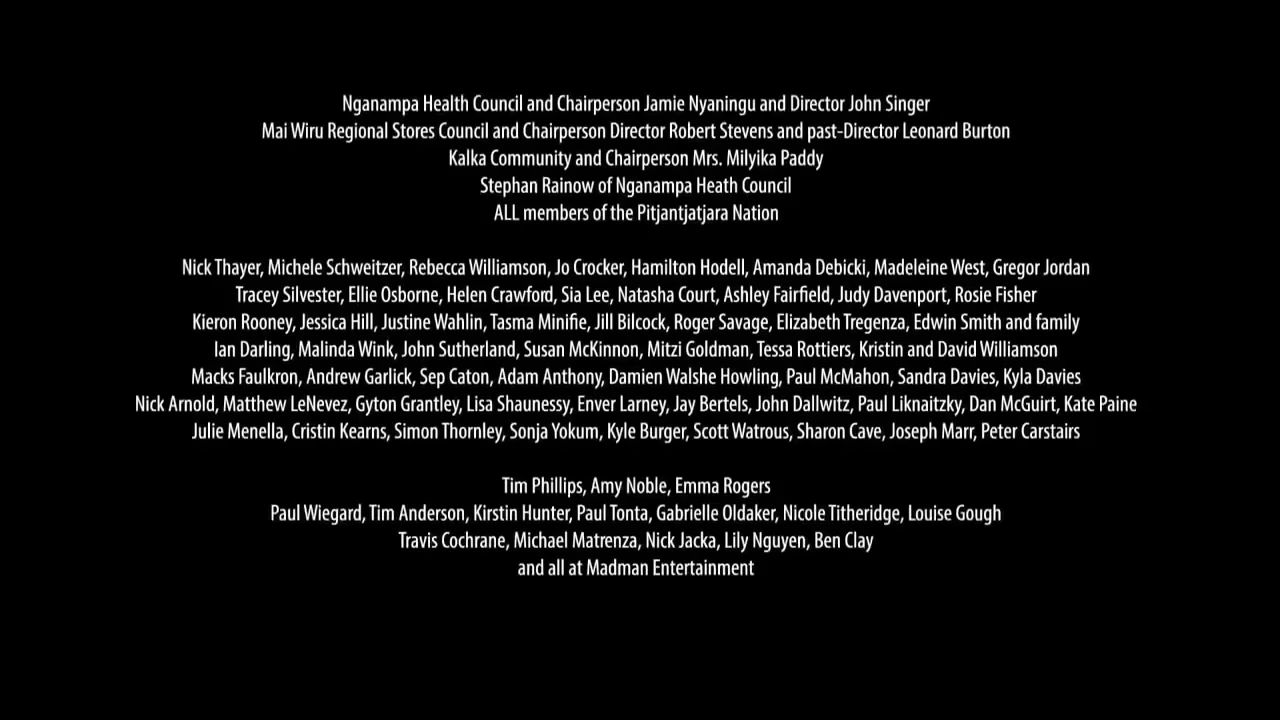 Nganampa Health Council and Chairperson Jamie Nyaningu and Director John Singer
Mai Wiru Regional Stores Council and Chairperson Director Robert Stevens and past-Director Leonard Burton
Kalka Community and Chairperson Mrs. Milyika Paddy
Stephan Rainow of Nganampa Heath Council
ALL members of the Pitjantjatjara Nation
Nick Thayer, Michele Schweitzer, Rebecca Williamson, Jo Crocker, Hamilton Hodell, Amanda Debicki, Madeleine West, Gregor Jordan
Tracey Silvester, Ellie Osborne, Helen Crawford, Sia Lee, Natasha Court, Ashley Fairfield, Judy Davenport, Rosie Fisher
Kieron Rooney, Jessica Hill, Justine Wahlin, Tasma Minifie, Jill Bilcock, Roger Savage, Elizabeth Tregenza, Edwin Smith and family
Ian Darling, Malinda Wink, John Sutherland, Susan McKinnon, Mitzi Goldman, Tessa Rottiers, Kristin and David Williamson
Macks Faulkron, Andrew Garlick, Sep Caton, Adam Anthony, Damien Walshe Howling, Paul McMahon, Sandra Davies, Kyla Davies
Nick Arnold, Matthew LeNevez, Gyton Grantley, Lisa Shaunessy, Enver Larney, Jay Bertels, John Dallwitz, Paul Liknaitzky, Dan McGuirt, Kate Paine
Julie Menella, Cristin Kearns, Simon Thornley, Sonja Yokum, Kyle Burger, Scott Watrous, Sharon Cave, Joseph Marr, Peter Carstairs
Tim Phillips, Amy Noble, Emma Rogers
Paul Wiegard, Tim Anderson, Kirstin Hunter, Paul Tonta, Gabrielle Oldaker, Nicole Titheridge, Louise Gough
Travis Cochrane, Michael Matrenza, Nick Jacka, Lily Nguyen, Ben Clay
and all at Madman Entertainment